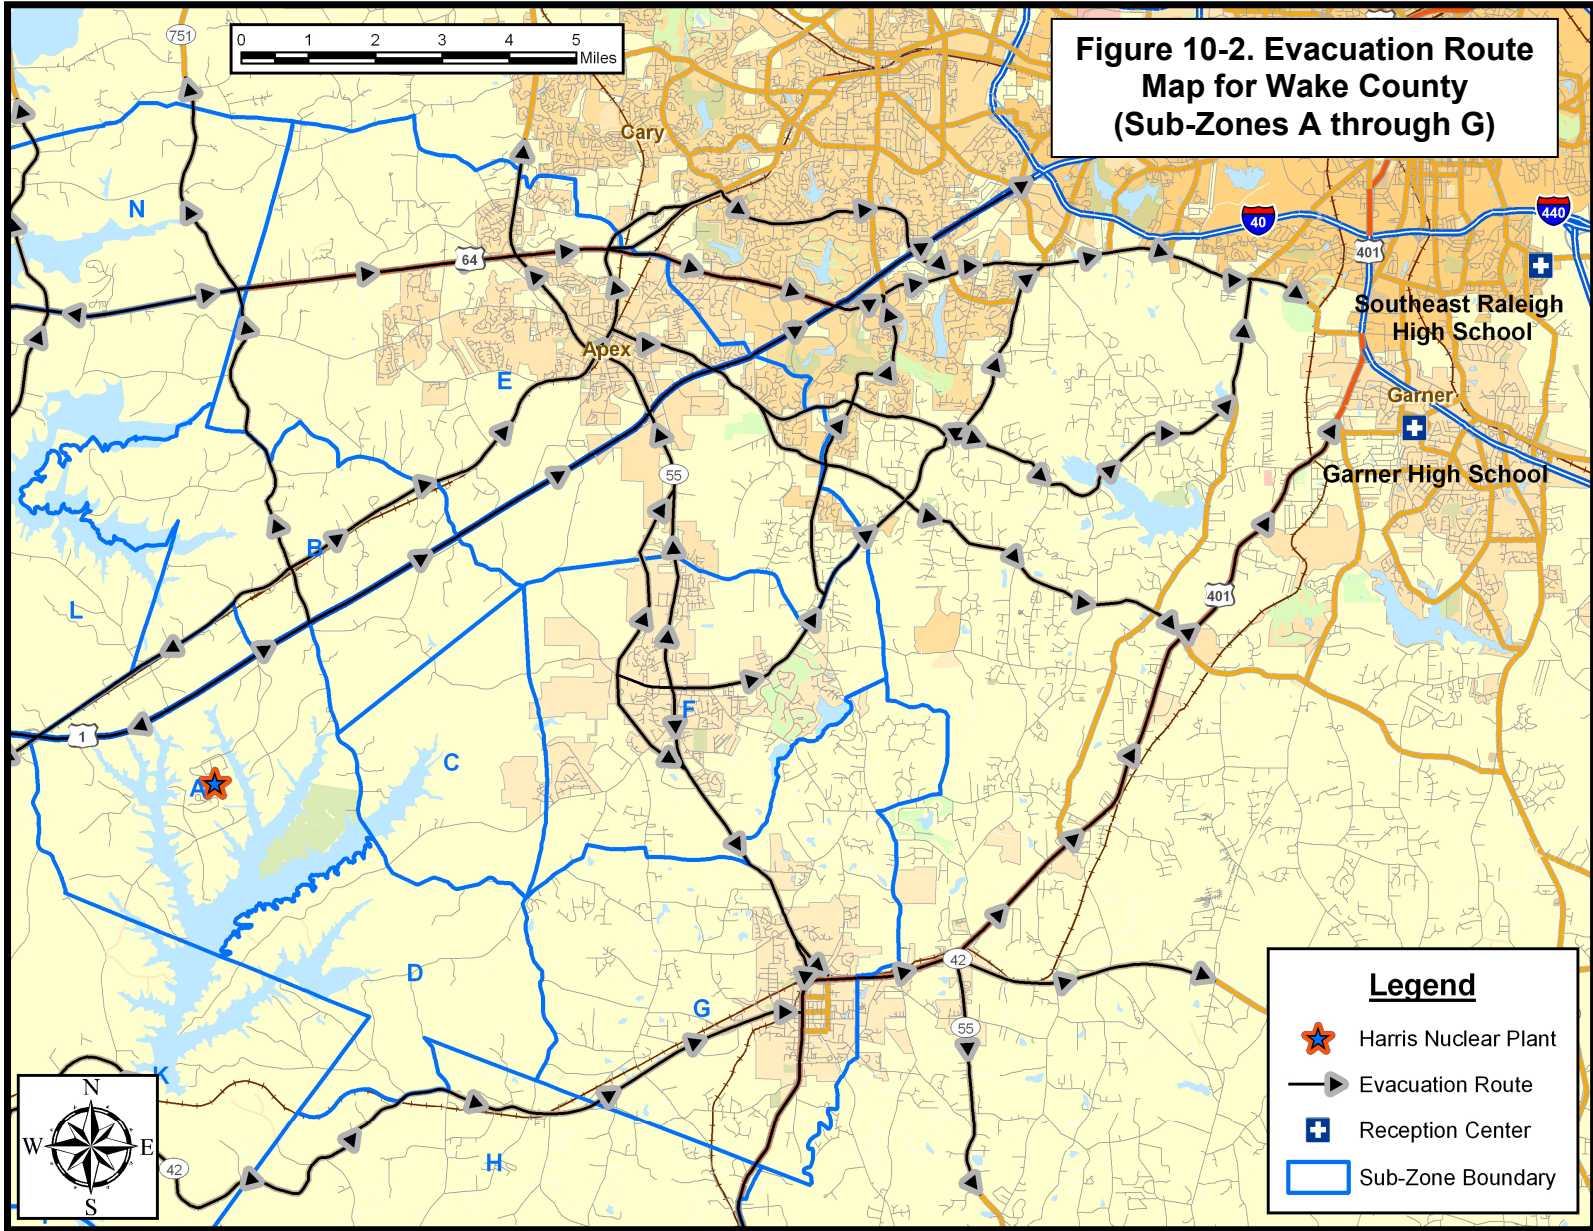 751
0 1 2 3 4 5
Miles
Figure 10-2. Evacuation Route
Map for Wake County
(Sub-Zones A through G)
Cary
N
40
440
401
64
Southeast Raleigh
High School
Apex
E
Garner
Garner High School
55
B
L
401
F
1
A
C
42
D
G
55
K
H
42
N
W E
S
Legend
Harris Nuclear Plant
Evacuation Route
Reception Center
Sub-Zone Boundary